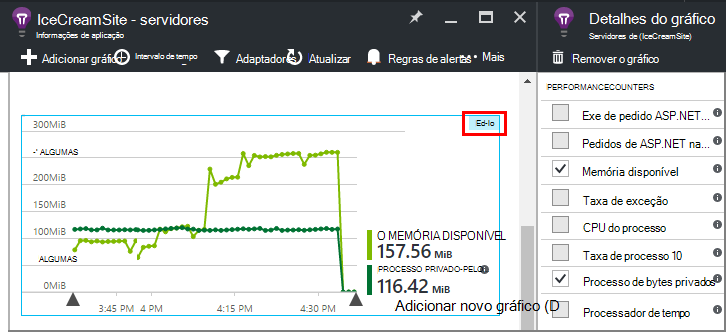 IceCreamSite - servidores
Informações de aplicação
Adicionar gráfico
Intervalo de tempo
Adaptadores
Atualizar
Regras de alertas
Mais
Ed-lo
300MiB
-' ALGUMAS
200MiB
100MiB
ALGUMAS
0MiB
3:45 PM
4 PM
4:15 PM
4:30 PM
O MEMÓRIA DISPONÍVEL
157.56 MiB
PROCESSO PRIVADO-PELO
116.42 MiB
Adicionar novo gráfico (D
Detalhes do gráfico
Servidores de (IceCreamSite)
Remover o gráfico
PERFORMANCECOUNTERS
Exe de pedido ASP.NET...
Pedidos de ASP.NET na...
Memória disponível
Taxa de exceção
CPU do processo
Taxa de processo 10
Processo de bytes privados
Processador de tempo